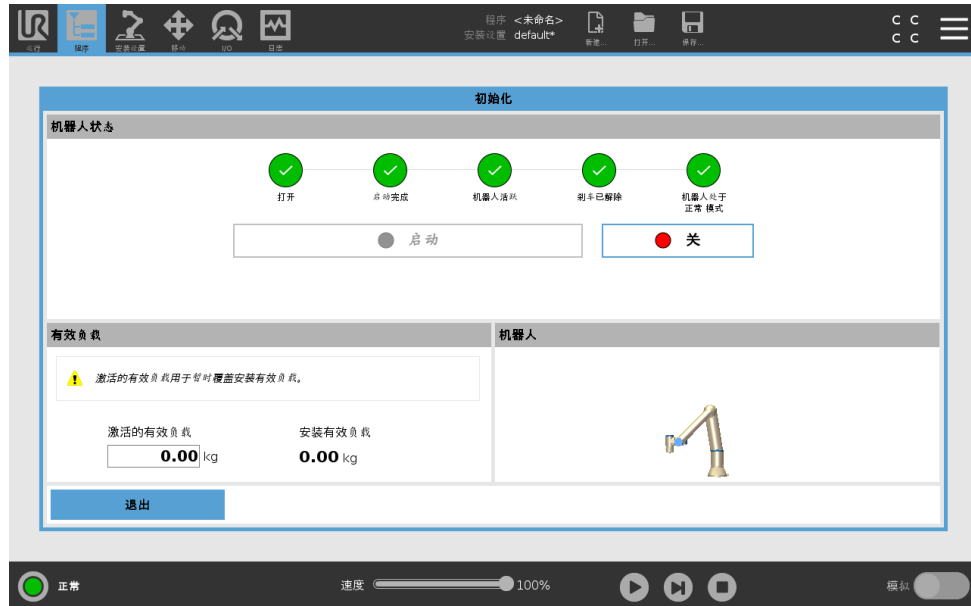 程序 <未命名>
C C
运行 程序 安装设置 移动 I/O 日志
安装设置 default*
新建... 打开... 保存...
C C
初始化
机器人状态
打开
启动完成
机器人活跃
刹车已解除
机器人处于
正常 模式
启动
关
有效负载
机器人
激活的有效负载用于暂时覆盖安装有效负载。
激活的有效负载
安装有效负载
0.00 kg
0.00 kg
退出
正常
速度
100%
模拟